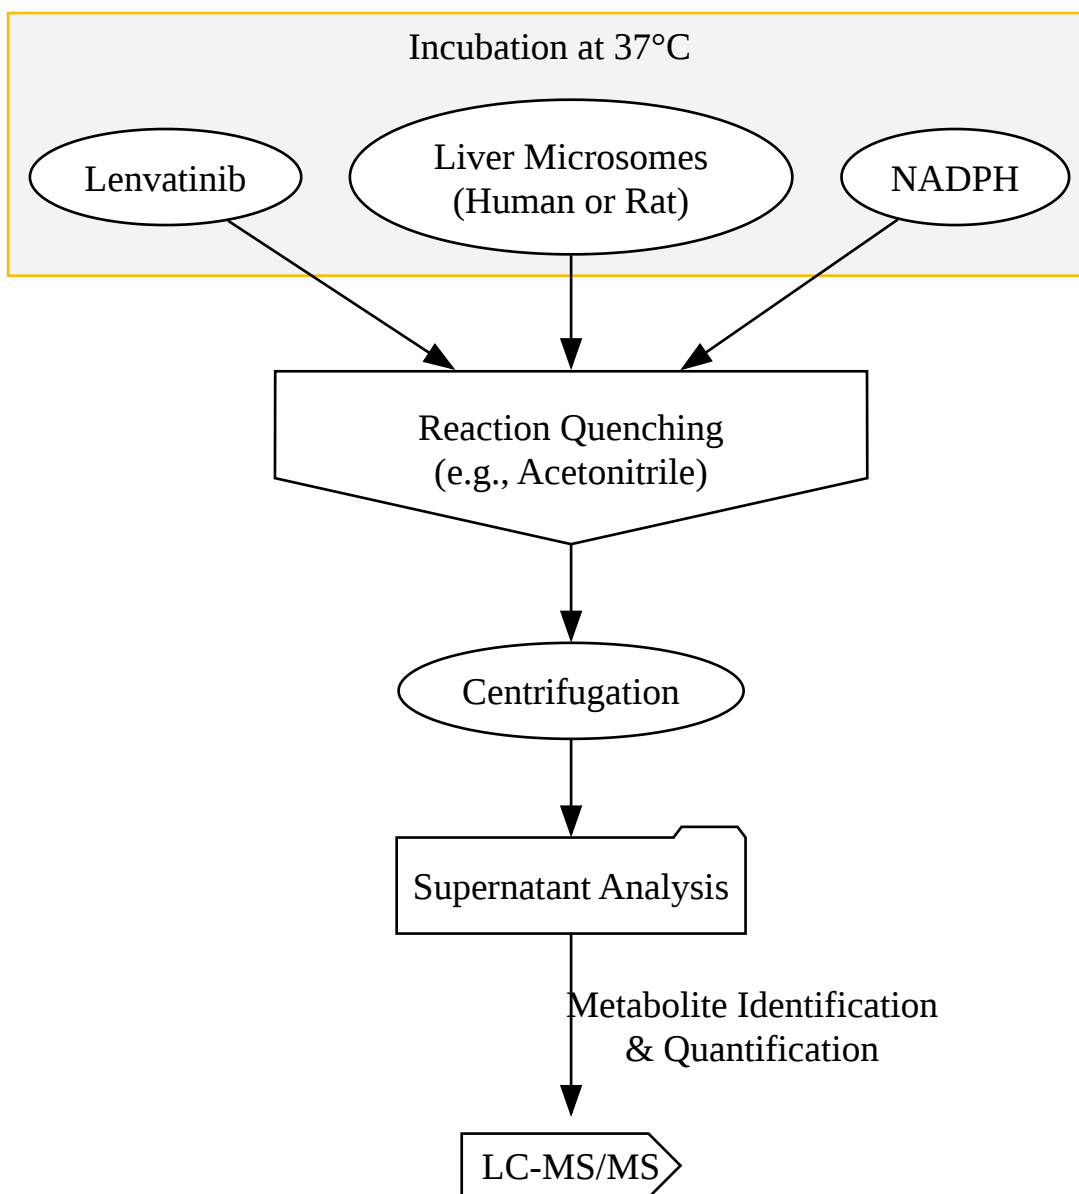 Incubation at 37°C
Lenvatinib
Liver Microsomes
(Human or Rat)
NADPH
Reaction Quenching
(e.g., Acetonitrile)
Centrifugation
Supernatant Analysis
Metabolite Identification
& Quantification
LC-MS/MS